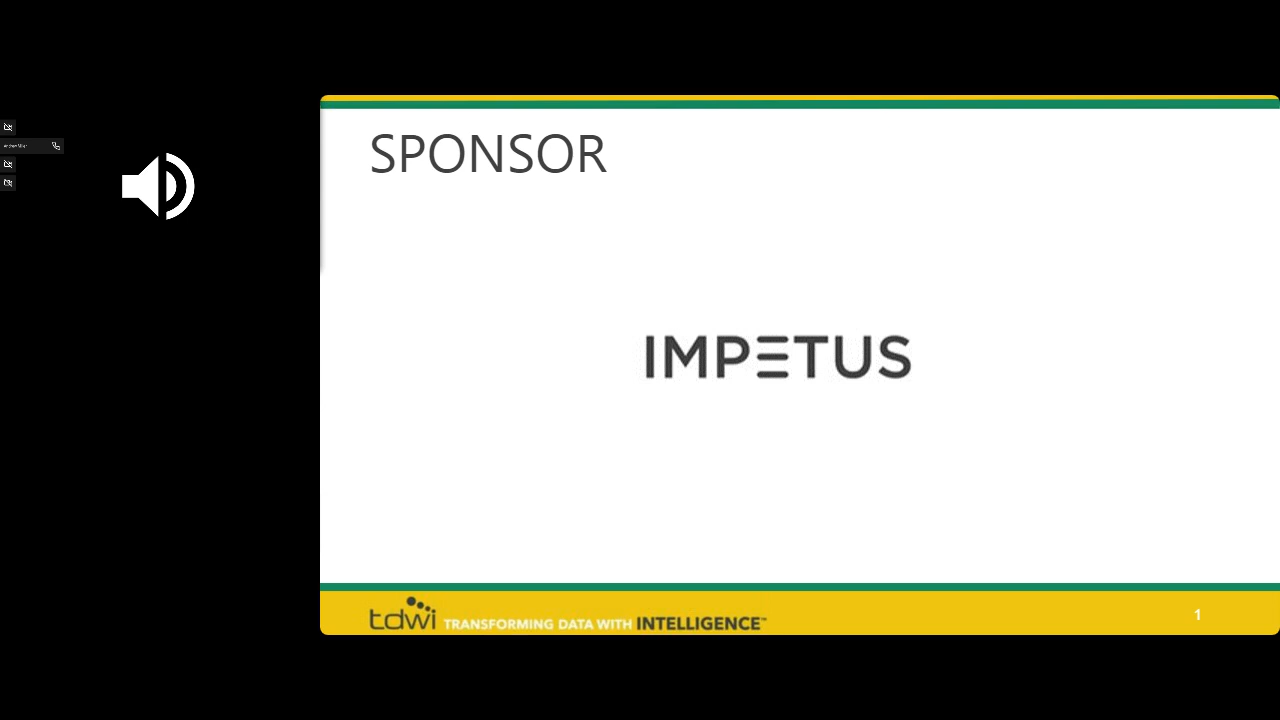 SPONSOR
IMPETUS
tdwi TRANSFORMING DATA WITH INTELLIGENCE™
1